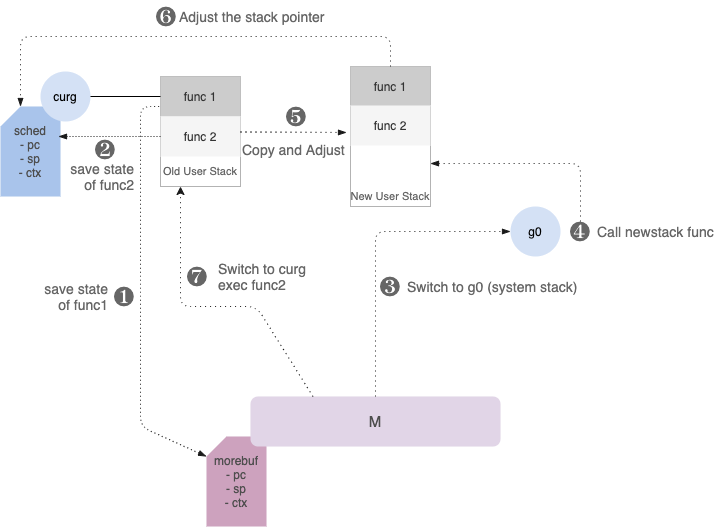 6 Adjust the stack pointer
curg
func 1
func 1
5
sched
- pc
- sp
- ctx
2
save state
of func2
func 2
func 2
Copy and Adjust
Old User Stack
New User Stack
g0
4 Call newstack func
7 Switch to curg
exec func2
save state
of func1
1
3 Switch to g0 (system stack)
M
morebuf
- pc
- sp
- ctx